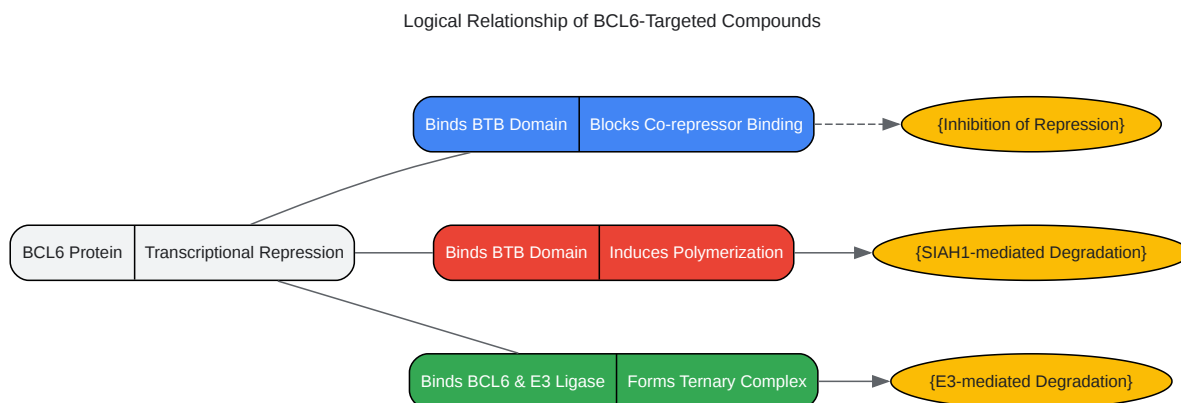 Logical Relationship of BCL6-Targeted Compounds
Binds BTB Domain
Blocks Co-repressor Binding
{Inhibition of Repression}
BCL6 Protein
Transcriptional Repression
Binds BTB Domain
Induces Polymerization
{SIAH1-mediated Degradation}
Binds BCL6 & E3 Ligase
Forms Ternary Complex
{E3-mediated Degradation}